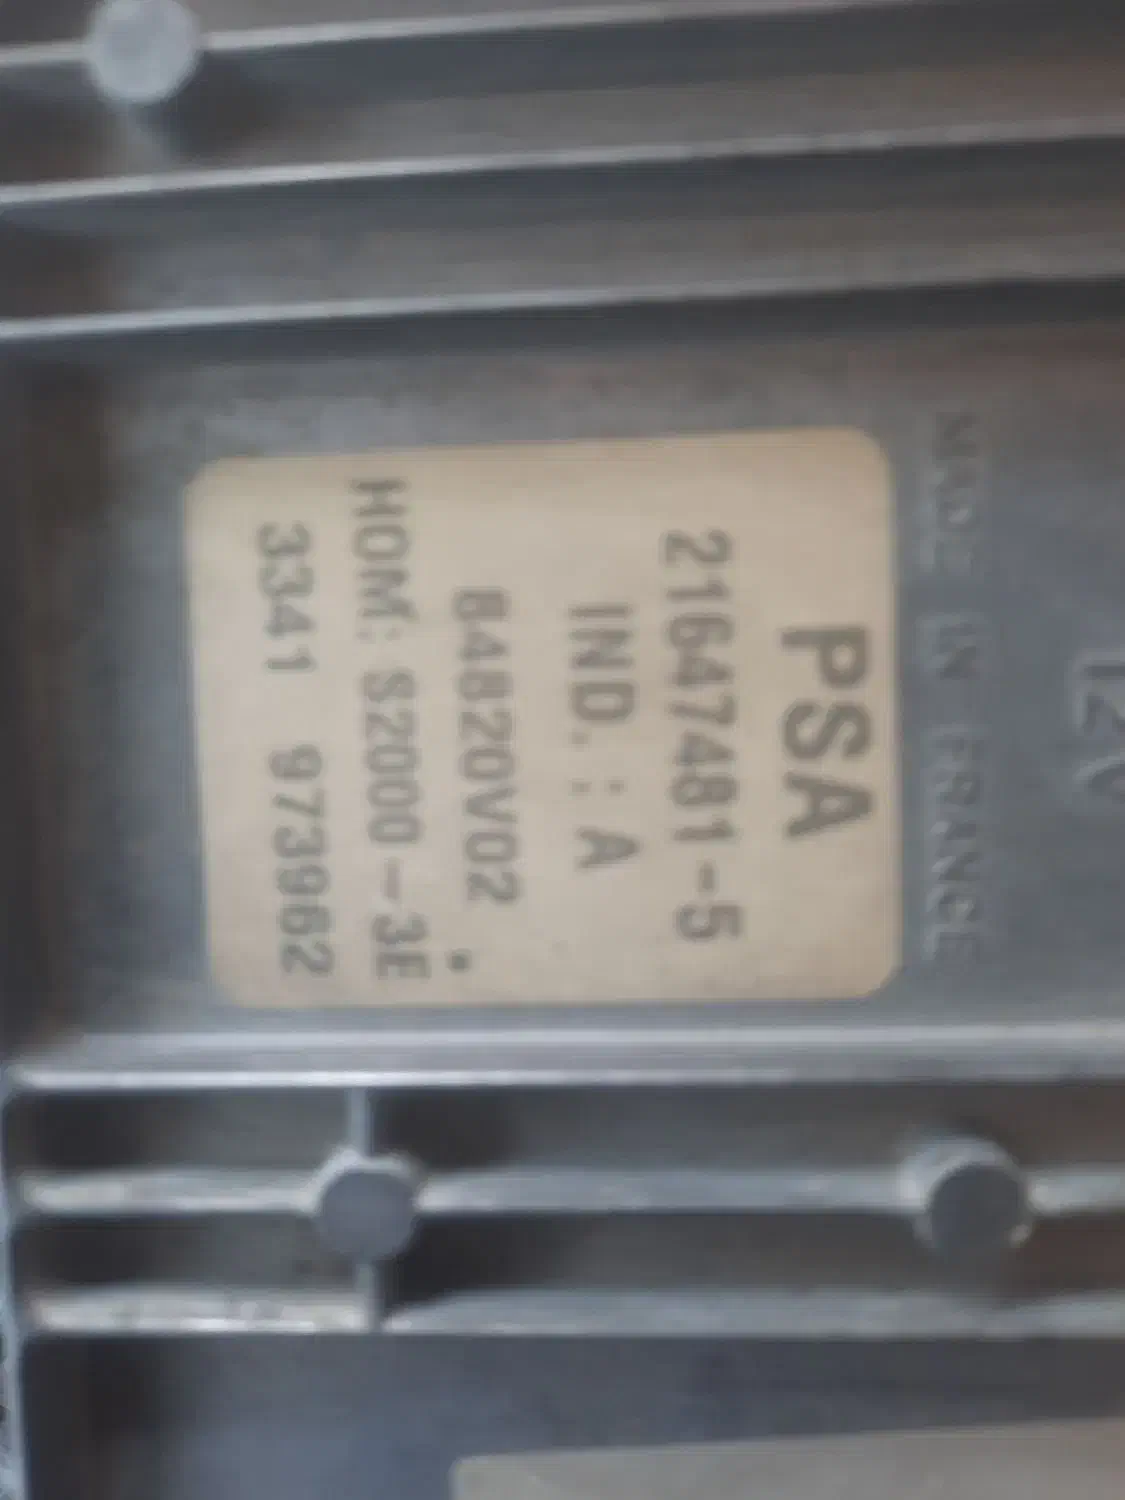 12V
MADE IN FRANCE
PSA
21647481-5
IND. : A
84820V02
HOM: S2000-3E
3341 973962